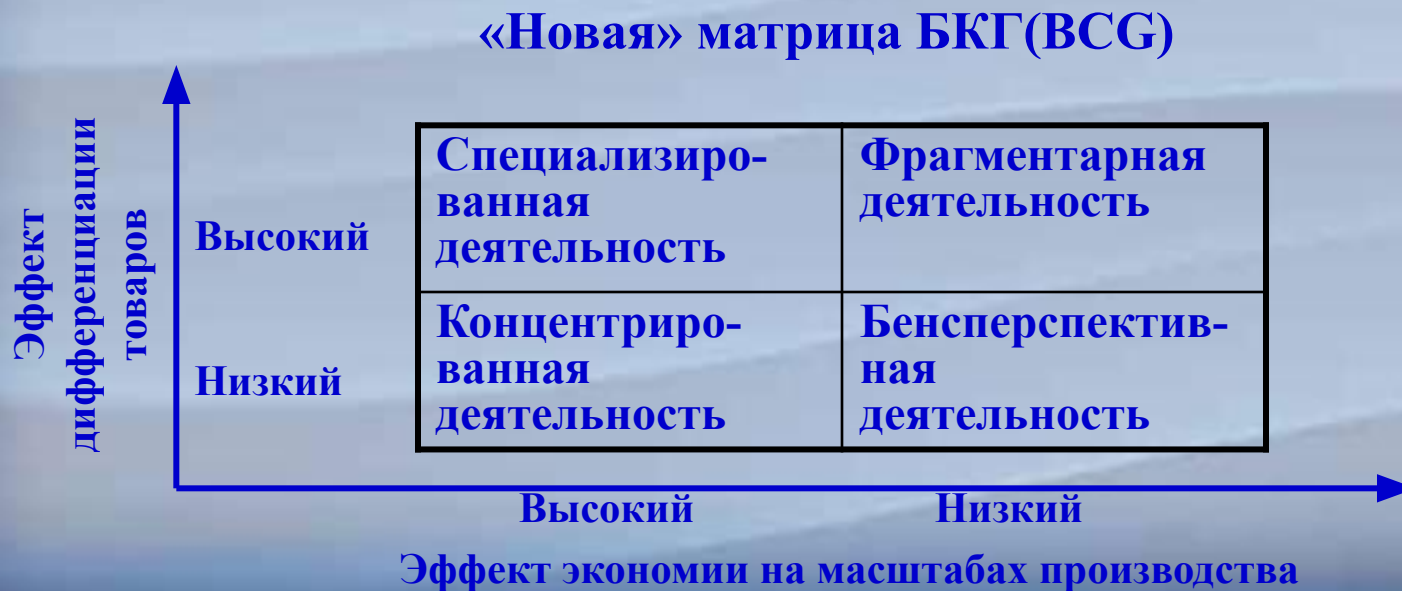 «Новая» матрица БКГ(BCG)
Эффект
дифференциации
товаров
Высокий
Специализиро-
ванная
деятельность
Фрагментарная
деятельность
Низкий
Концентриро-
ванная
деятельность
Бенсперспектив-
ная
деятельность
Высокий
Низкий
Эффект экономии на масштабах производства